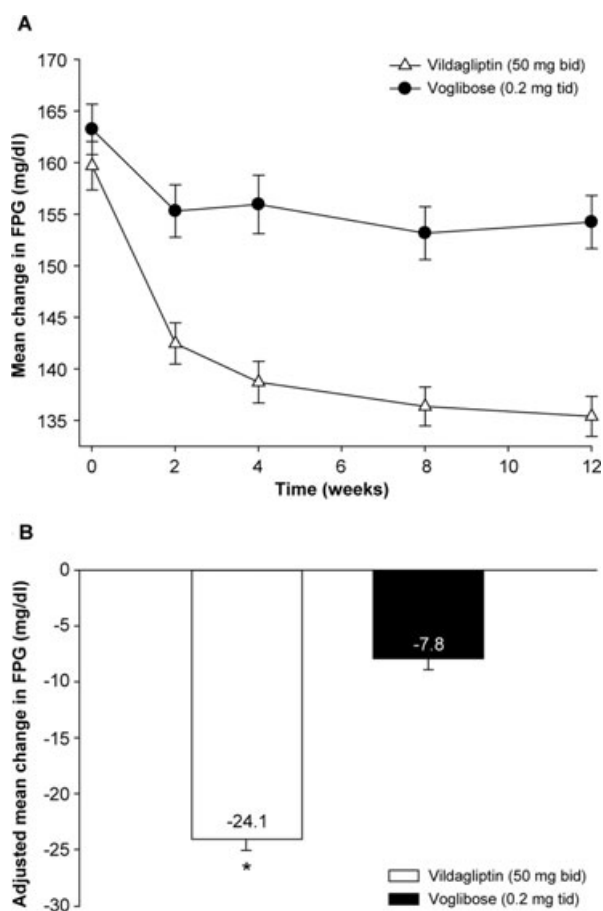 A
Vildagliptin (50 mg bid)
Voglibose (0.2 mg tid)
Mean change in FPG (mg/dl)
170
165
160
155
150
145
140
135
0 2 4 6 8 10 12
Time (weeks)
B
Adjusted mean change in FPG (mg/dl)
0
-5
-10
-15
-20
-25
-30
-7.8
-24.1
*
Vildagliptin (50 mg bid)
Voglibose (0.2 mg tid)